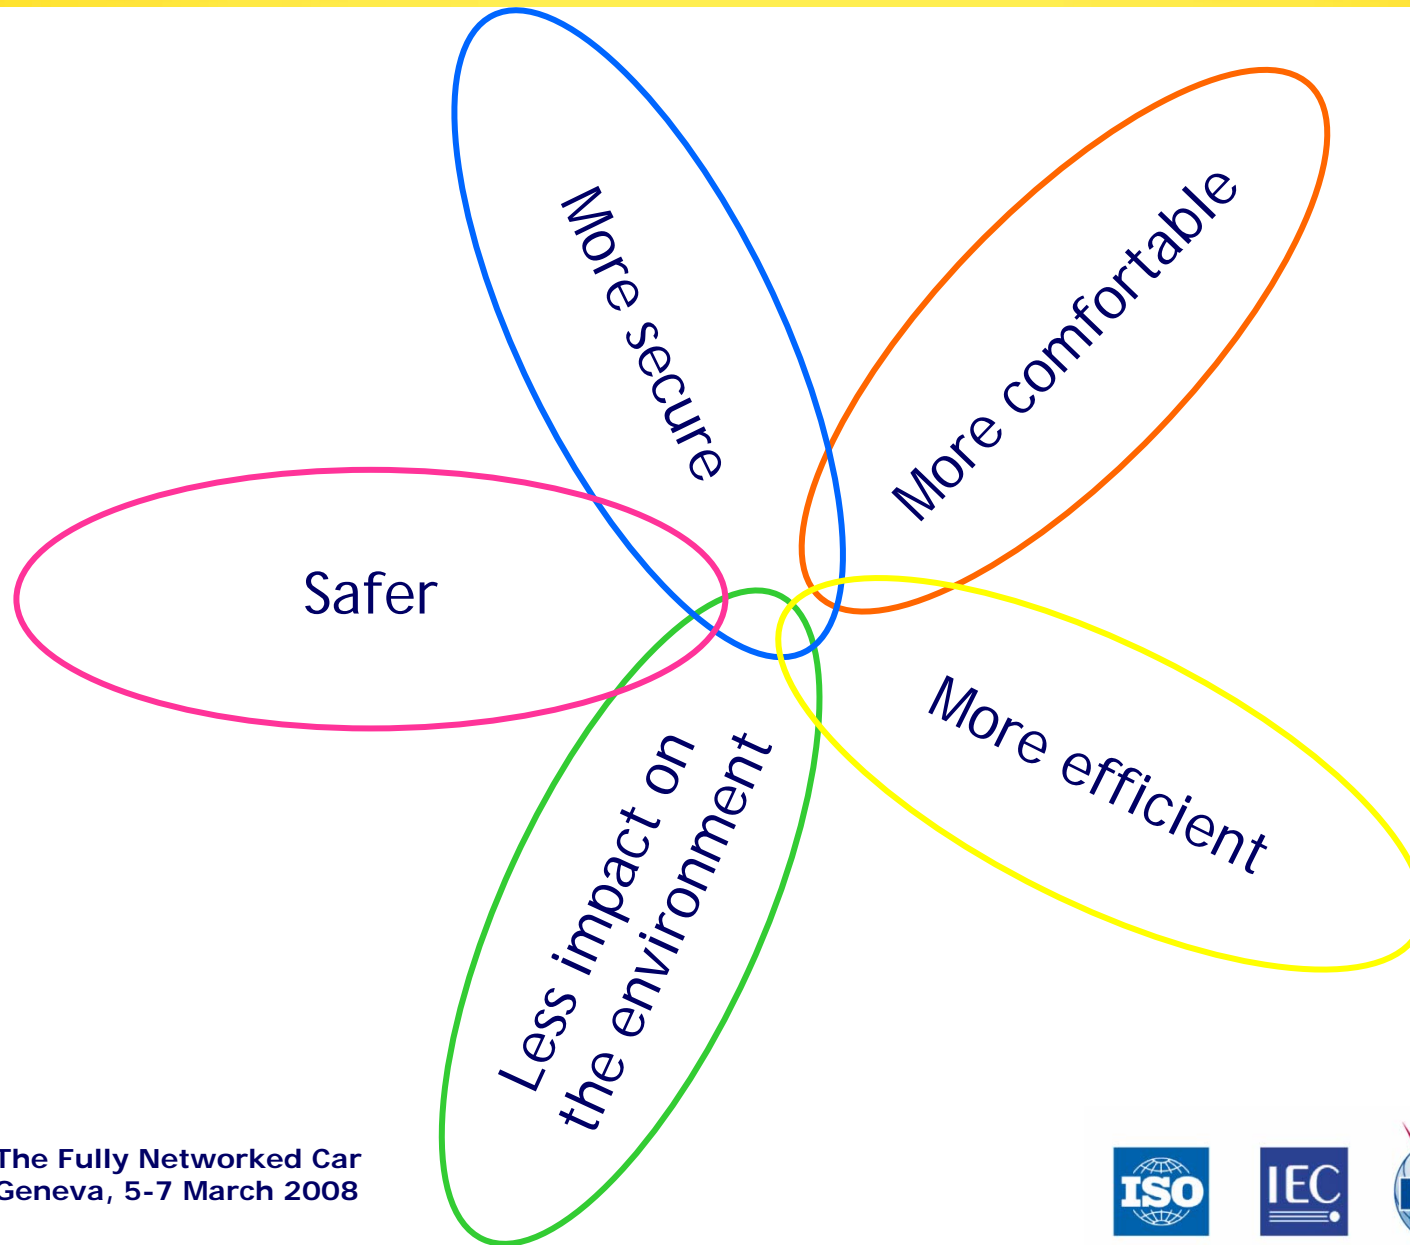 More secure
More comfortable
Safer
More efficient
Less impact on
the environment
The Fully Networked Car
Geneva, 5-7 March 2008
ISO
IEC